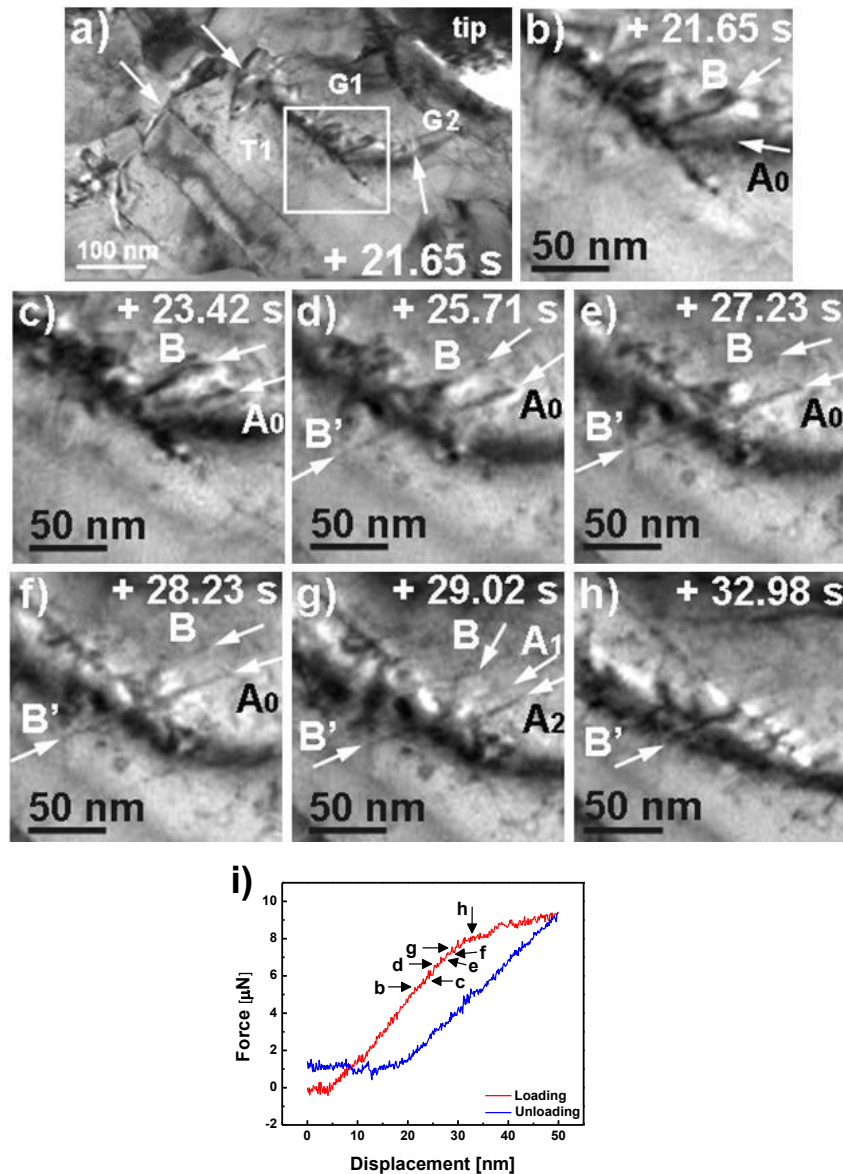 a)
tip
G1
G2
T1
100 nm
+ 21.65 s
b)
+ 21.65 s
B
A0
50 nm
c)
+ 23.42 s
B
A0
50 nm
d)
+ 25.71 s
B
A0
B'
50 nm
e)
+ 27.23 s
B
A0
B'
50 nm
f)
+ 28.23 s
B
A0
B'
50 nm
g)
+ 29.02 s
B
A1
A2
B'
50 nm
h)
+ 32.98 s
B'
50 nm
i)
10
8
6
4
2
0
-2
Force [µN]
h
g
f
d
e
b
c
Loading
Unloading
0 10 20 30 40 50
Displacement [nm]